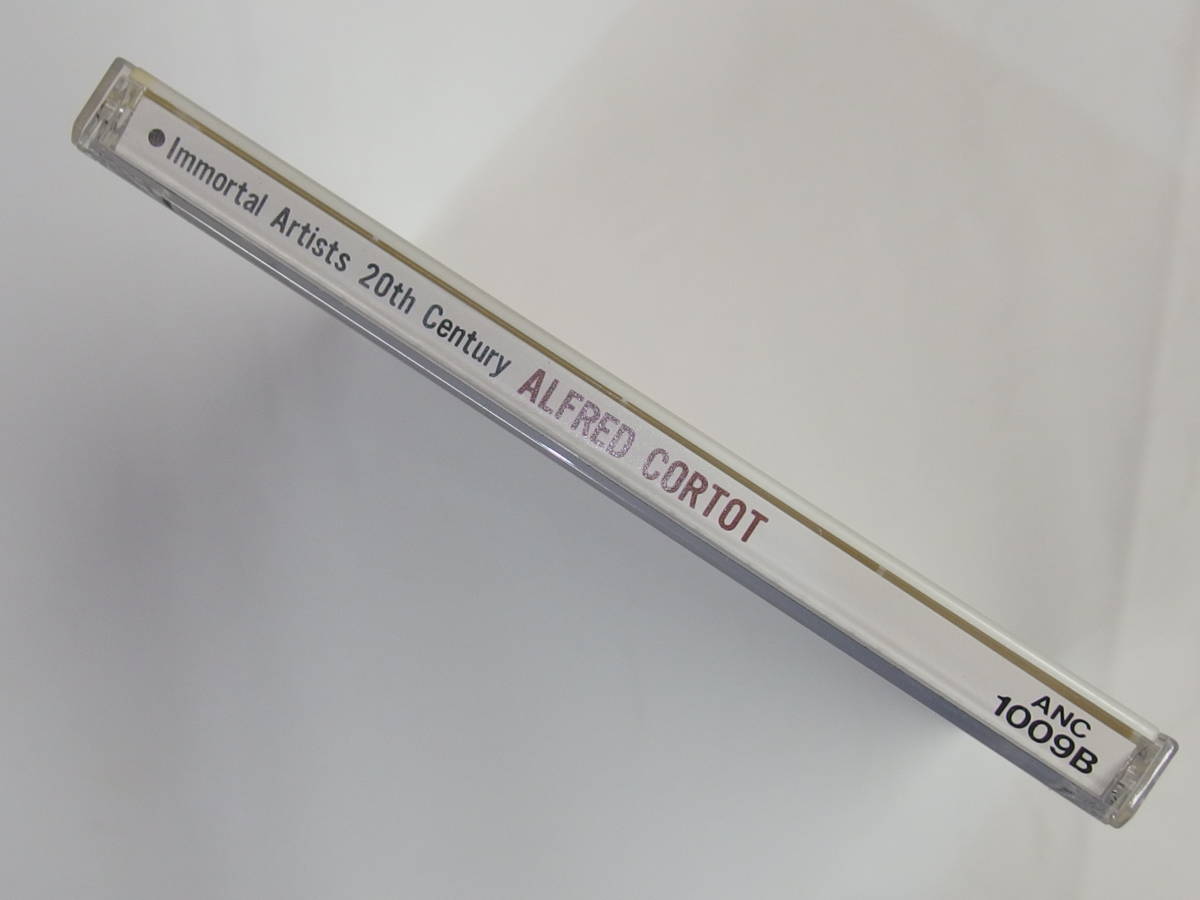 ●Immortal Artists 20th Century ALFRED CORTOT
ANC
1009B